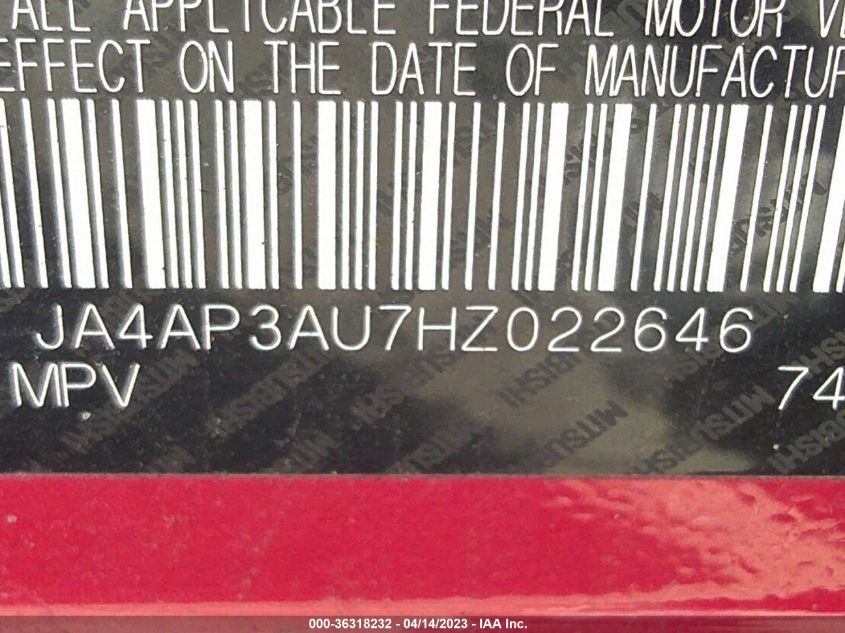 ALL APPLICABLE FEDERAL MOTOR
EFFECT ON THE DATE OF MANUFACTUR
JA4AP3AU7HZ022646
MPV 74
MITSUBISHI
000-36318232 - 04/14/2023 - IAA Inc.